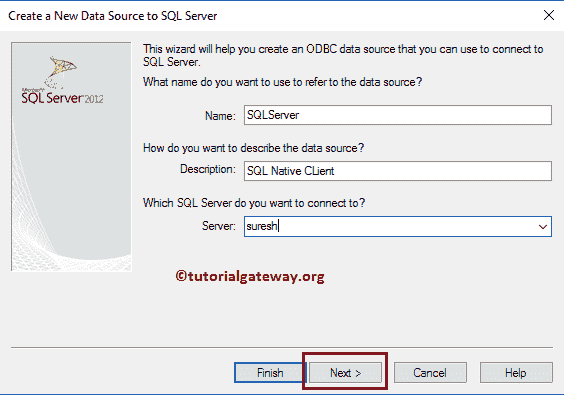 Create a New Data Source to SQL Server
This wizard will help you create an ODBC data source that you can use to connect to
SQL Server.
What name do you want to use to refer to the data source?
Name: SQLServer
How do you want to describe the data source?
Description: SQL Native CLient
Which SQL Server do you want to connect to?
Server: suresh
Microsoft
SQL Server 2012
©tutorialgateway.org
Finish Next > Cancel Help